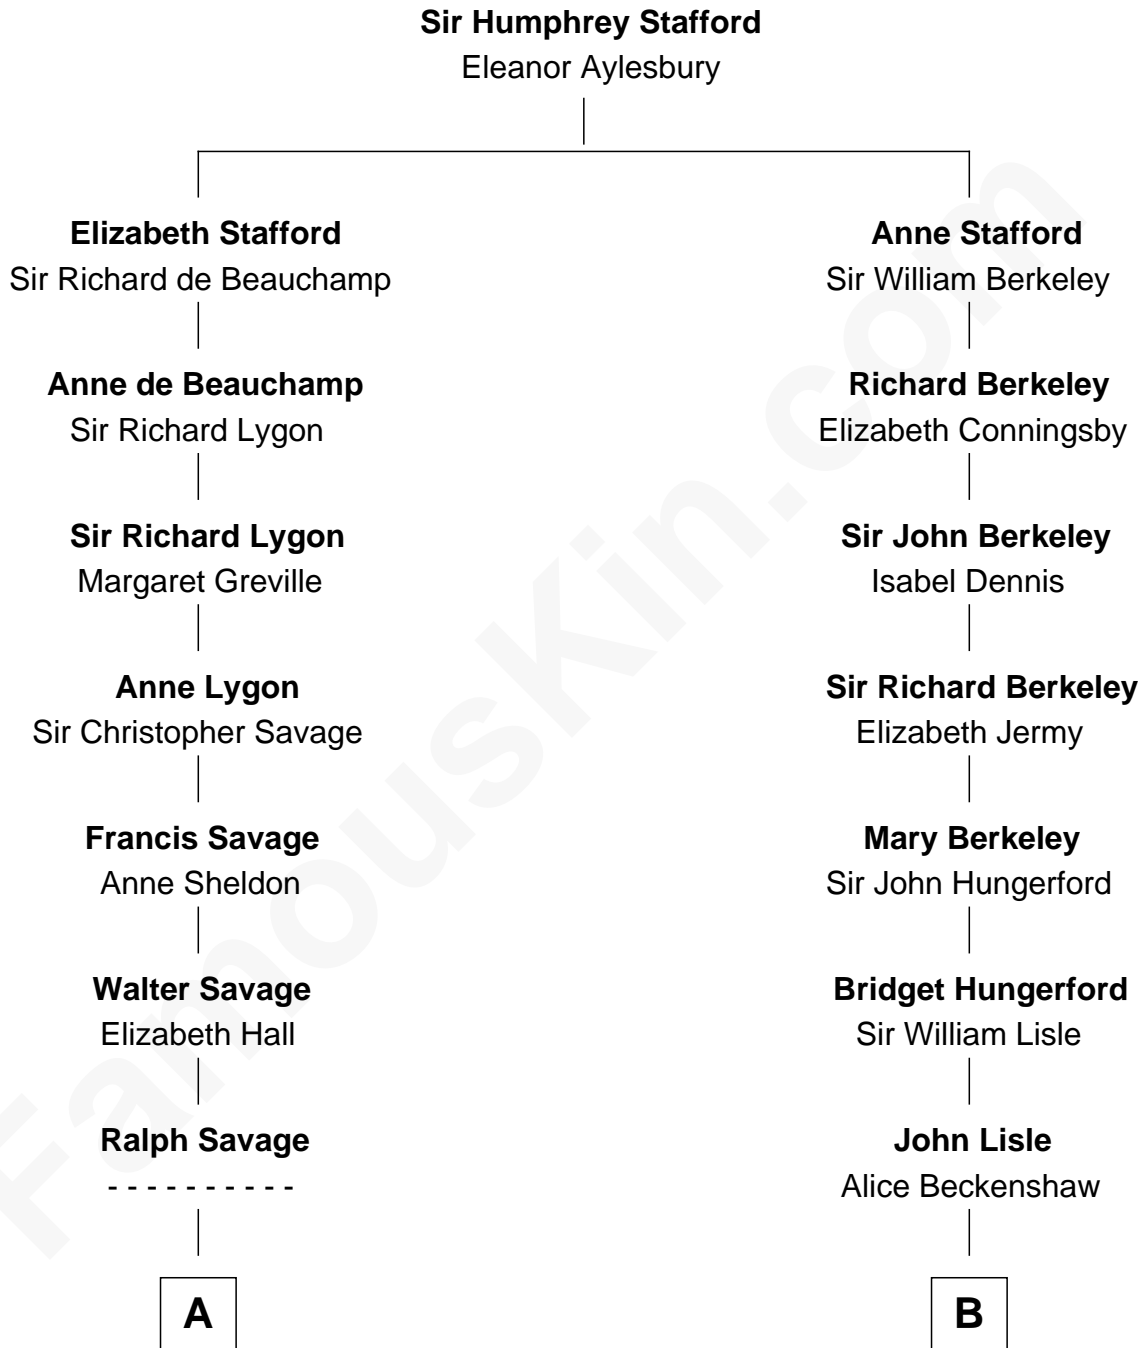 Sir Humphrey Stafford
Eleanor Aylesbury
Elizabeth Stafford
Sir Richard de Beauchamp
Anne Stafford
Sir William Berkeley
Anne de Beauchamp
Sir Richard Lygon
Richard Berkeley
Elizabeth Conningsby
Sir Richard Lygon
Margaret Greville
Sir John Berkeley
Isabel Dennis
Anne Lygon
Sir Christopher Savage
Sir Richard Berkeley
Elizabeth Jermy
Francis Savage
Anne Sheldon
Mary Berkeley
Sir John Hungerford
Walter Savage
Elizabeth Hall
Bridget Hungerford
Sir William Lisle
Ralph Savage
- - - - - - - - - -
John Lisle
Alice Beckenshaw
A
B
FamousKin.com